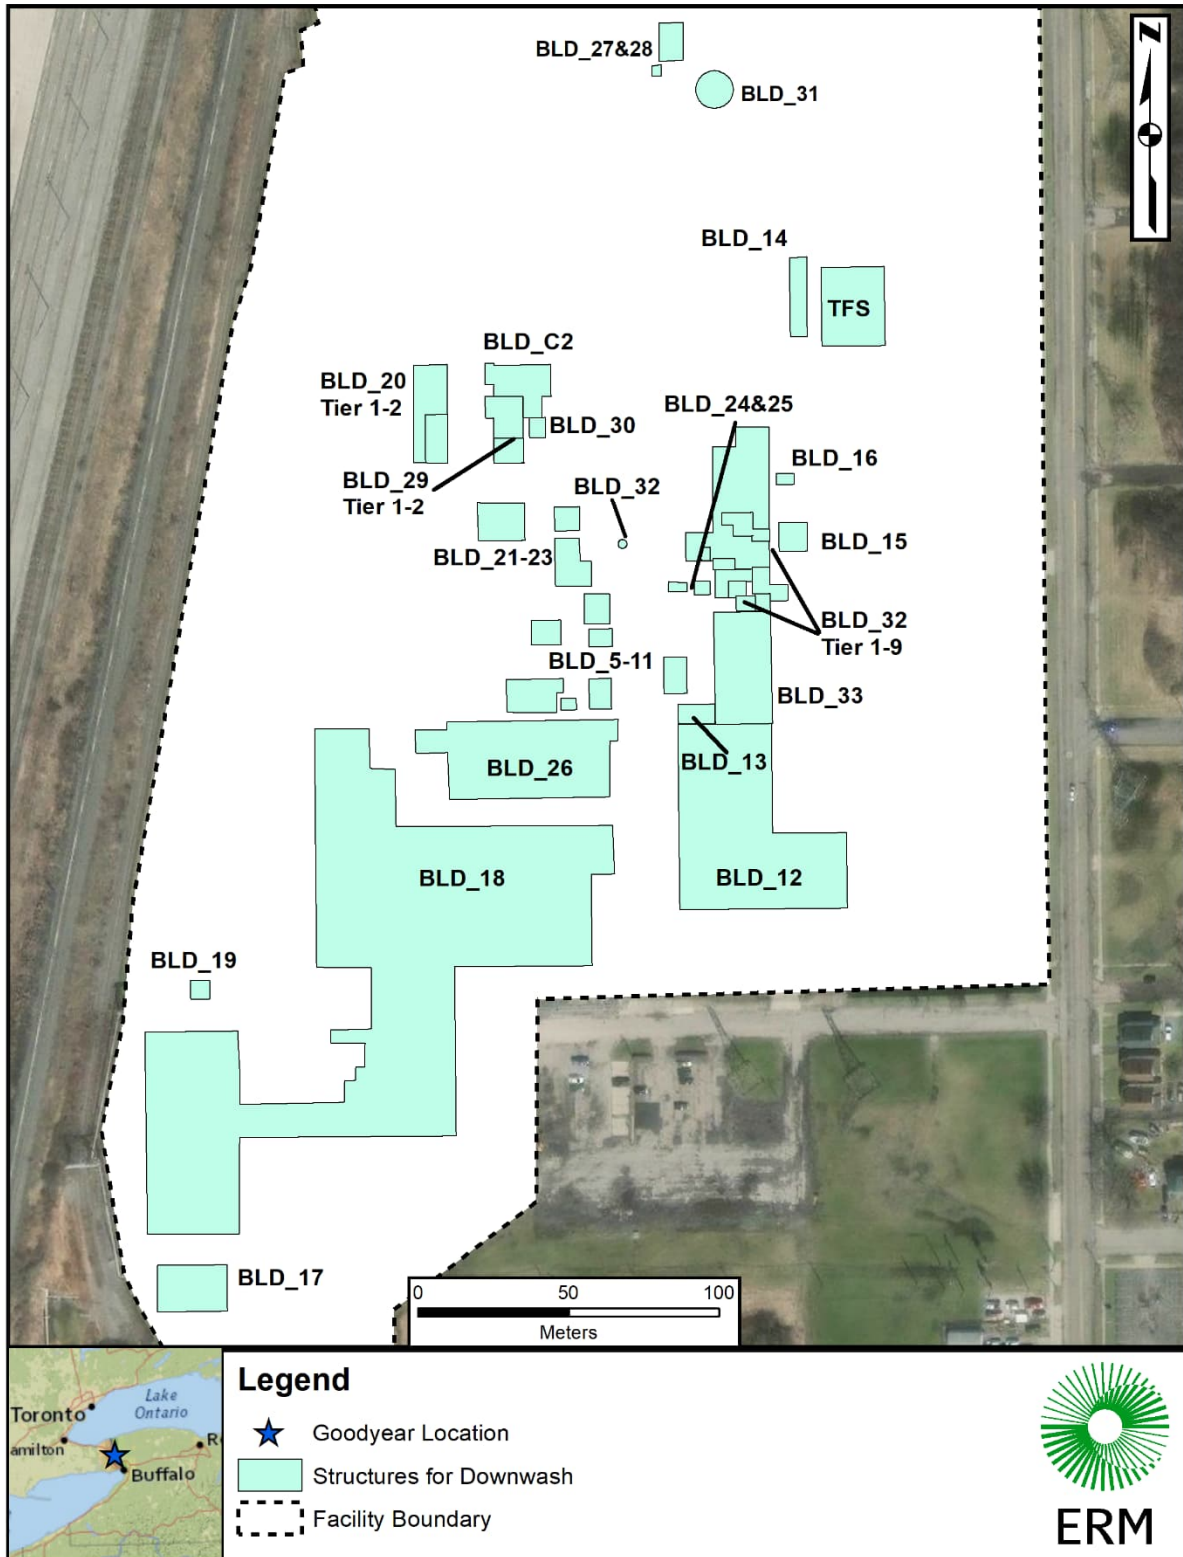 BLD_27&28
BLD_31
Z
BLD_14
TFS
BLD_C2
BLD_20
Tier 1-2
BLD_24&25
BLD_30
BLD_16
BLD_29
Tier 1-2
BLD_32
BLD_21-23
BLD_15
BLD_32
Tier 1-9
BLD_5-11
BLD_33
BLD_13
BLD_26
BLD_18
BLD_12
BLD_19
BLD_17
0 50 100
Meters
Lake
Ontario
Toronto
amilton
R
Buffalo
Legend
Goodyear Location
Structures for Downwash
Facility Boundary
ERM